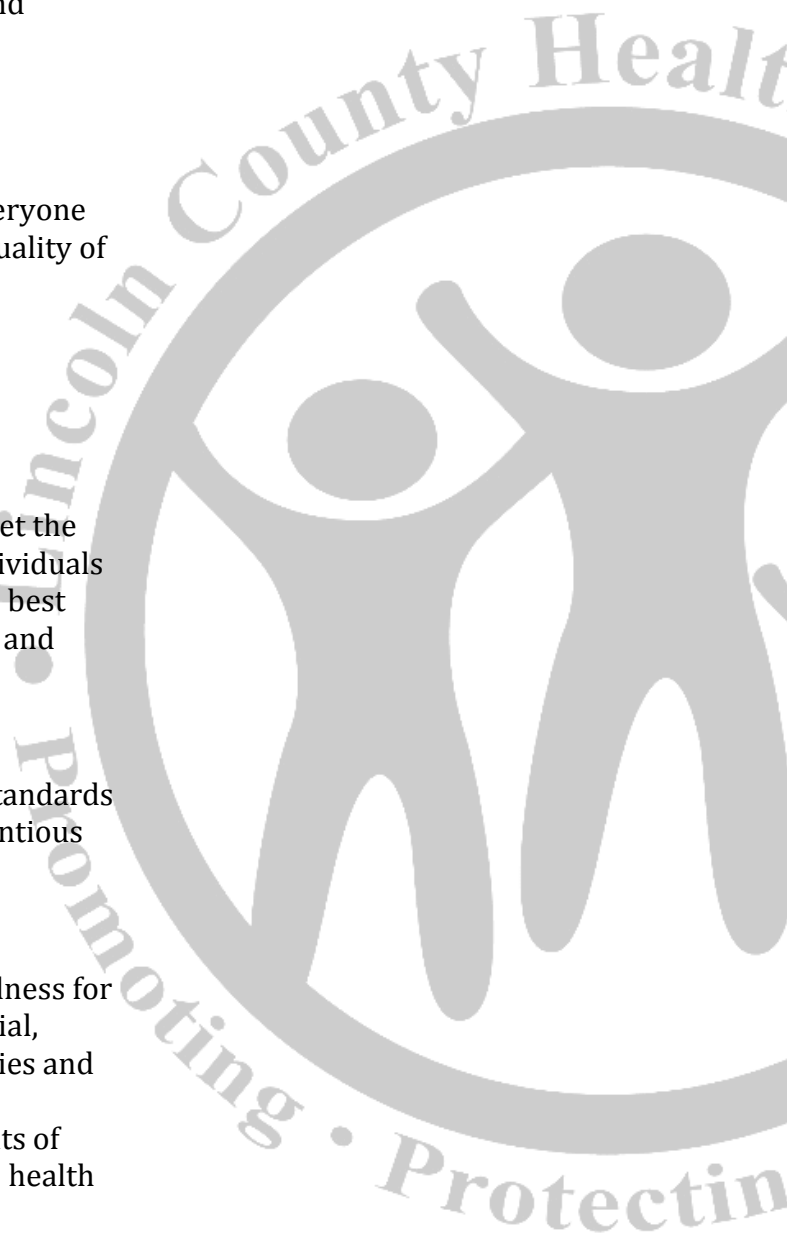 nd
eryone
uality of
et the
ividuals
best
and
tandards
ntious
lness for
ial,
ies and
ts of
health
Lincoln County Healt
• Promoting • Protectin